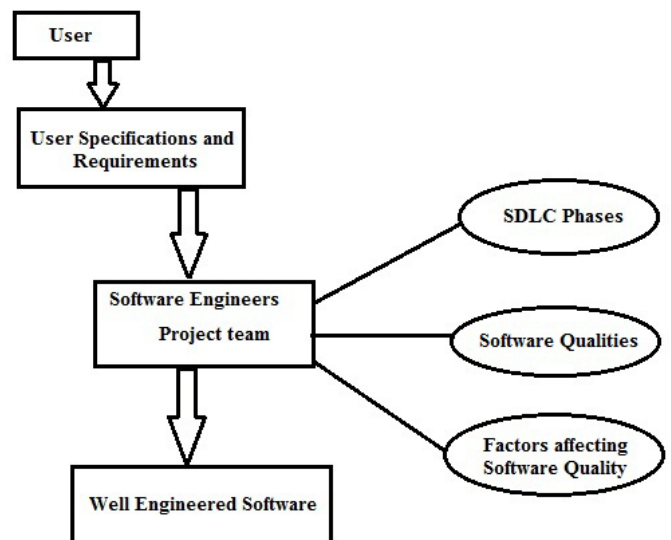 User
User Specifications and
Requirements
SDLC Phases
Software Engineers
Project team
Software Qualities
Factors affecting
Software Quality
Well Engineered Software